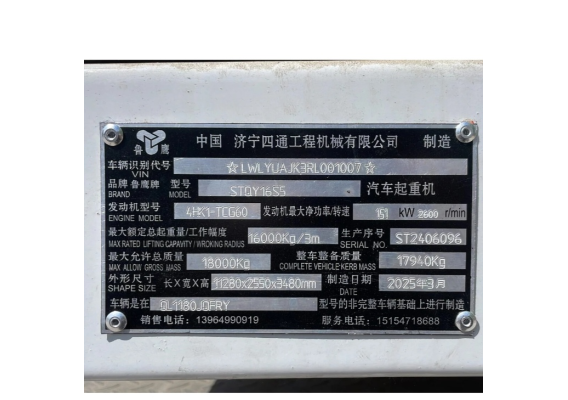 鲁鹰
中国 济宁四通工程机械有限公司 制造
车辆识别代号 ☆LWLYUAJK3RL001007☆
VIN
品牌 鲁鹰牌 型号 STQY16S5 汽车起重机
BRAND MODEL
发动机型号 4HK1-TCG60 发动机最大净功率/转速 151 kW 2600 r/min
ENGINE MODEL
最大额定总起重量/工作幅度 16000Kg/3m 生产序号 ST2406096
MAX RATED LIFTING CAPAVITY / WROKING RADIUS SERIAL NO.
最大允许总质量 18000Kg 整车整备质量 17940Kg
MAX ALLOW GROSS MASS COMPLETE VEHICLE KERB MASS
外形尺寸 长X宽X高 11280x2550x3480mm 制造日期 2025年3月
SHAPE SIZE DATE
车辆是在 QL1180JQFRY 型号的非完整车辆基础上进行制造
销售电话：13964990919 服务电话：15154718688